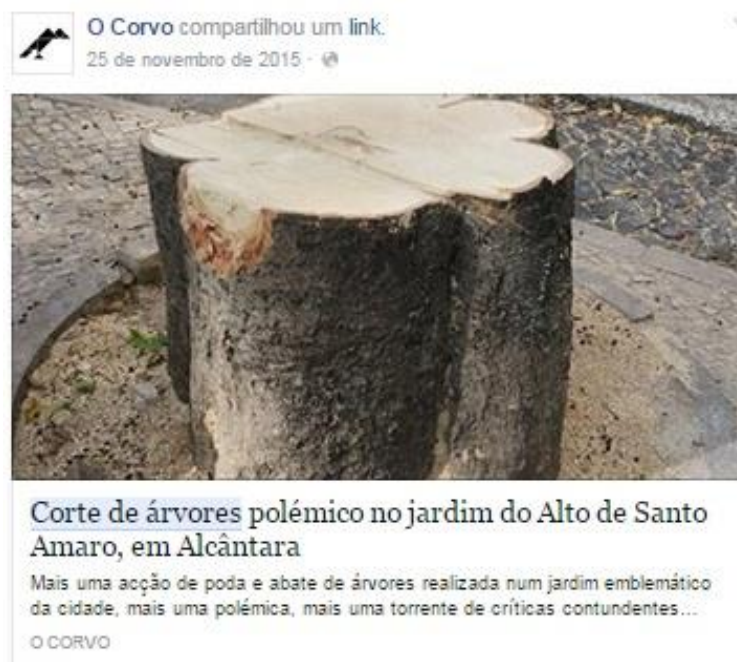 O Corvo compartilhou um link.
25 de novembro de 2015 ·
Corte de árvores polémico no jardim do Alto de Santo
Amaro, em Alcântara
Mais uma acção de poda e abate de árvores realizada num jardim emblemático
da cidade, mais uma polémica, mais uma torrente de críticas contundentes...
O CORVO